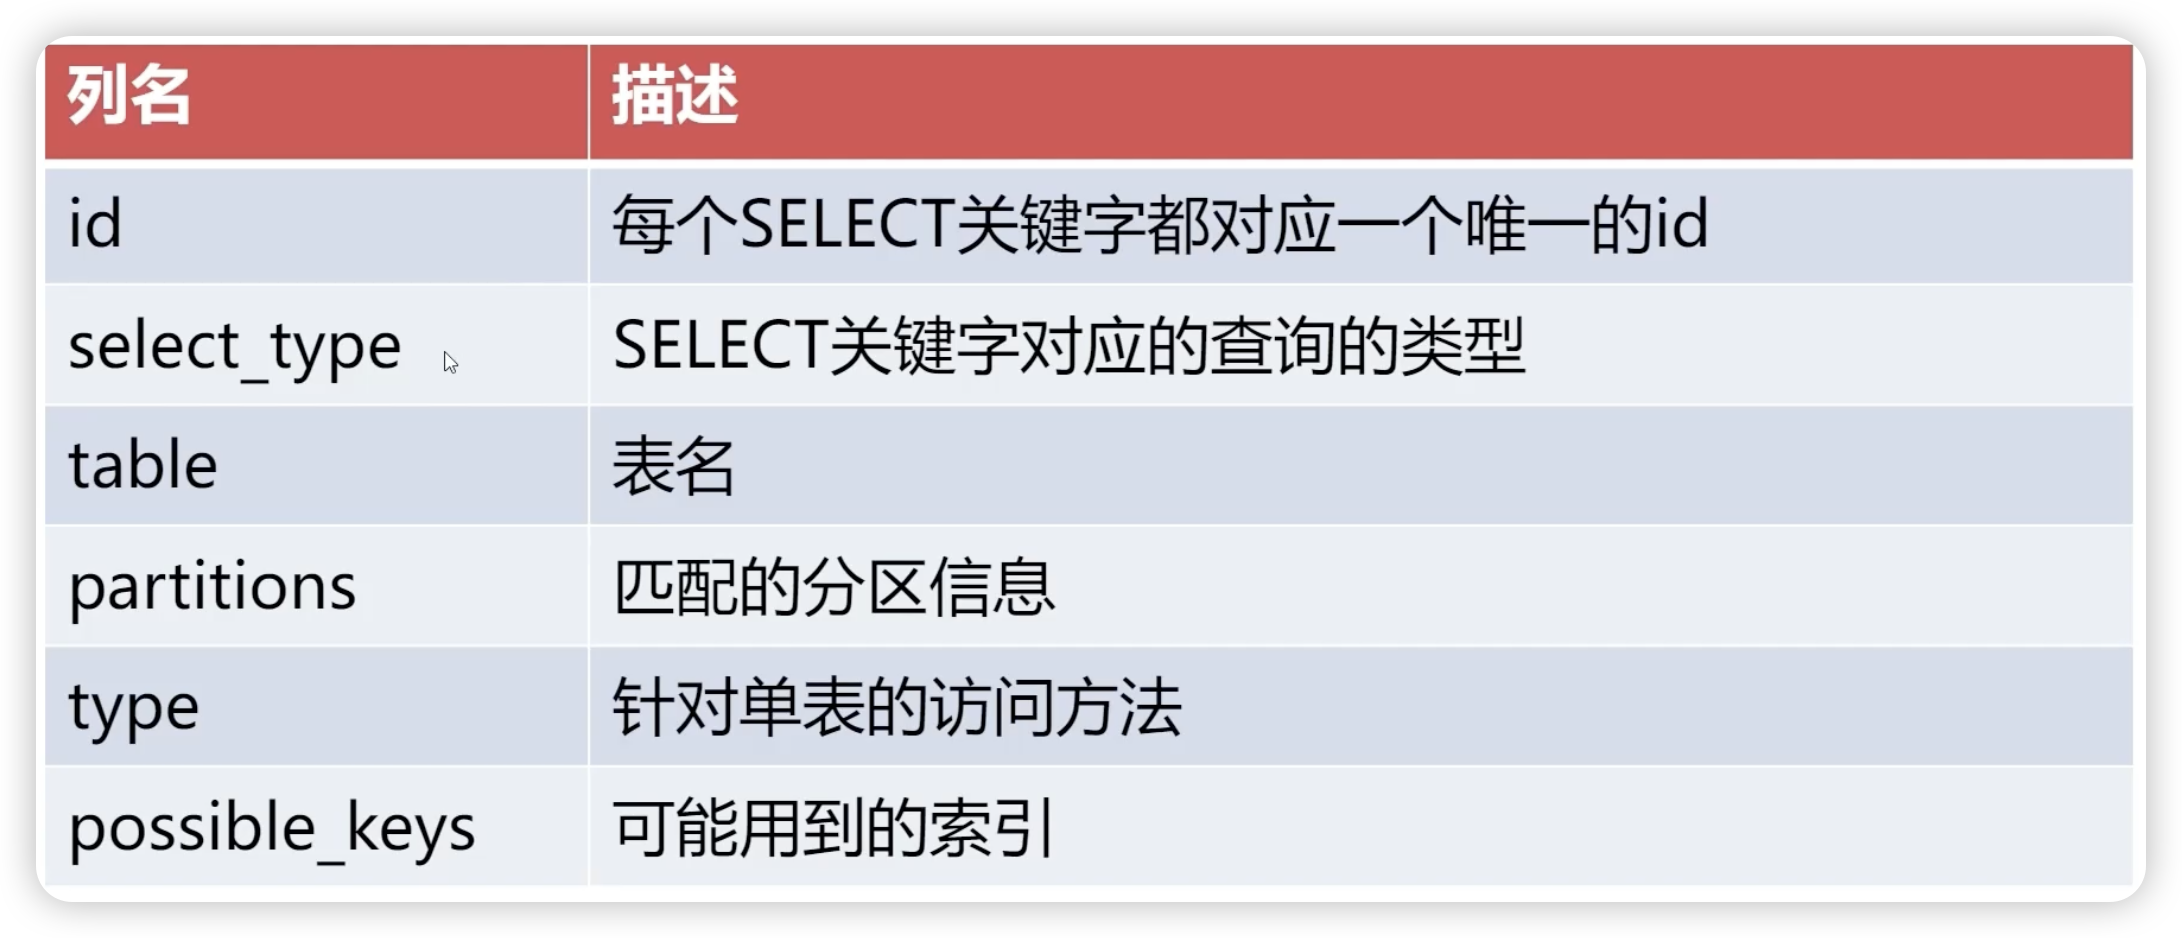 列名 描述
id 每个SELECT关键字都对应一个唯一的id
select_type SELECT关键字对应的查询的类型
table 表名
partitions 匹配的分区信息
type 针对单表的访问方法
possible_keys 可能用到的索引